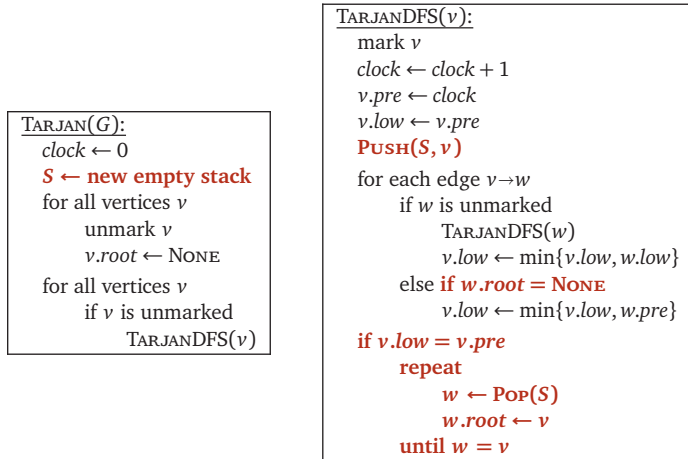 TARJAN(G):
clock ← 0
S ← new empty stack
for all vertices v
unmark v
v.root ← NONE
for all vertices v
if v is unmarked
TARJANDFS(v)
TARJANDFS(v):
mark v
clock ← clock + 1
v.pre ← clock
v.low ← v.pre
PUSH(S, v)
for each edge v→w
if w is unmarked
TARJANDFS(w)
v.low ← min{v.low, w.low}
else if w.root = NONE
v.low ← min{v.low, w.pre}
if v.low = v.pre
repeat
w ← POP(S)
w.root ← v
until w = v